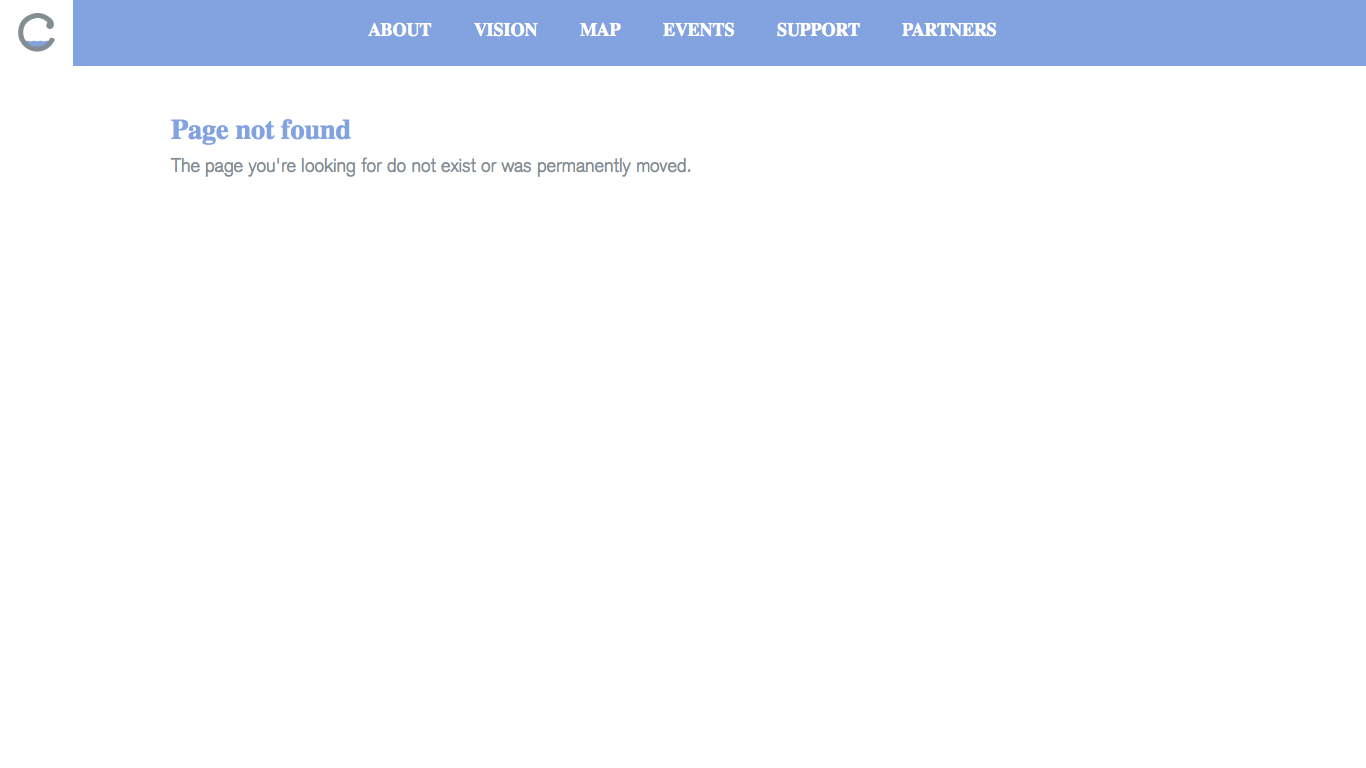 ABOUT VISION MAP EVENTS SUPPORT PARTNERS
Page not found
The page you're looking for do not exist or was permanently moved.